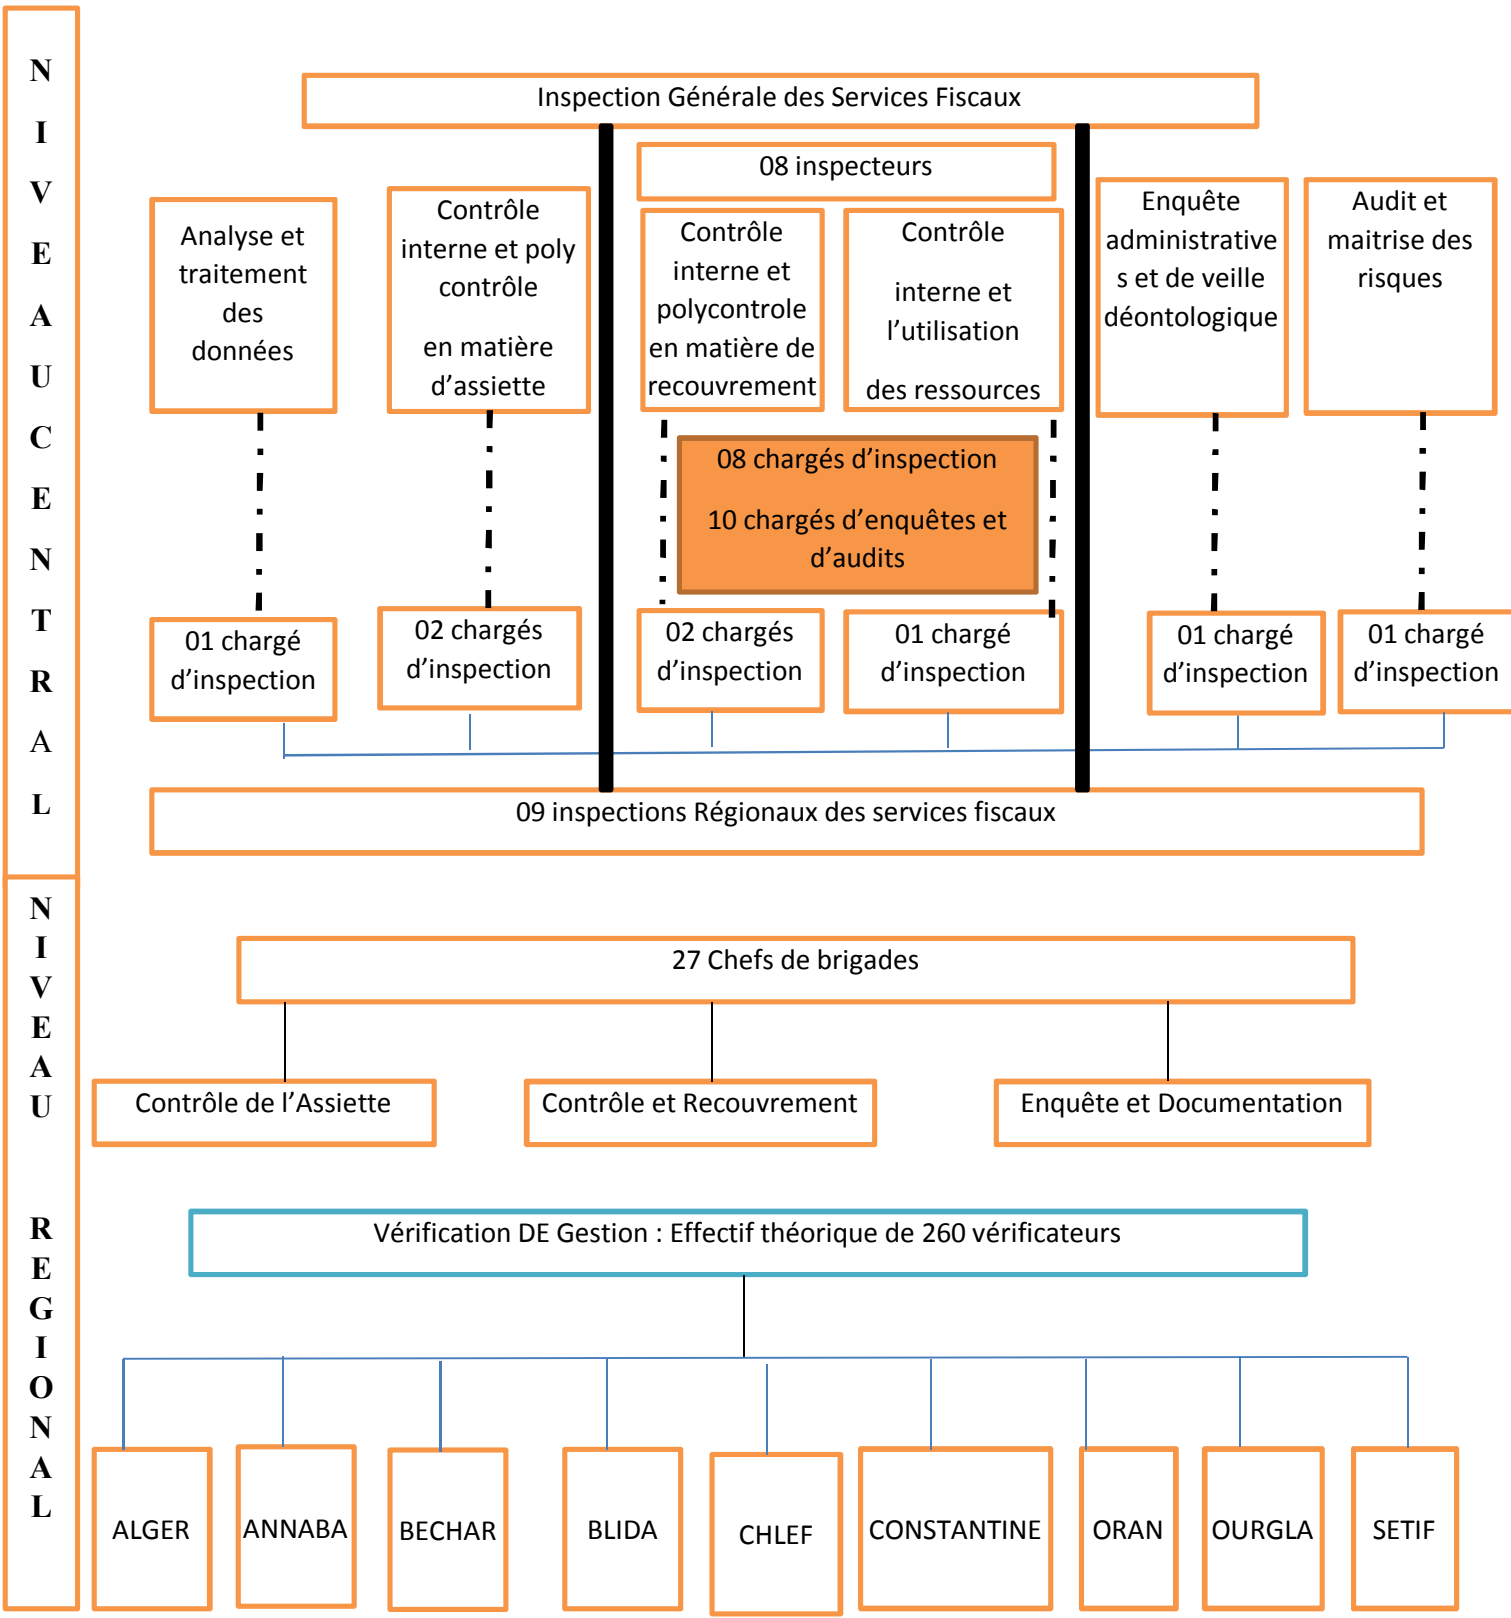 N
I
V
E
A
U
C
E
N
T
R
A
L
Inspection Générale des Services Fiscaux
08 inspecteurs
Analyse et
traitement
des
données
Contrôle
interne et poly
contrôle
en matière
d’assiette
Contrôle
interne et
polycontrole
en matière de
recouvrement
Contrôle
interne et
l’utilisation
des ressources
Enquête
administrative
s et de veille
déontologique
Audit et
maitrise des
risques
08 chargés d’inspection
10 chargés d’enquêtes et
d’audits
01 chargé
d’inspection
02 chargés
d’inspection
02 chargés
d’inspection
01 chargé
d’inspection
01 chargé
d’inspection
01 chargé
d’inspection
09 inspections Régionaux des services fiscaux
N
I
V
E
A
U
R
E
G
I
O
N
A
L
27 Chefs de brigades
Contrôle de l’Assiette
Contrôle et Recouvrement
Enquête et Documentation
Vérification DE Gestion : Effectif théorique de 260 vérificateurs
ALGER
ANNABA
BECHAR
BLIDA
CHLEF
CONSTANTINE
ORAN
OURGLA
SETIF